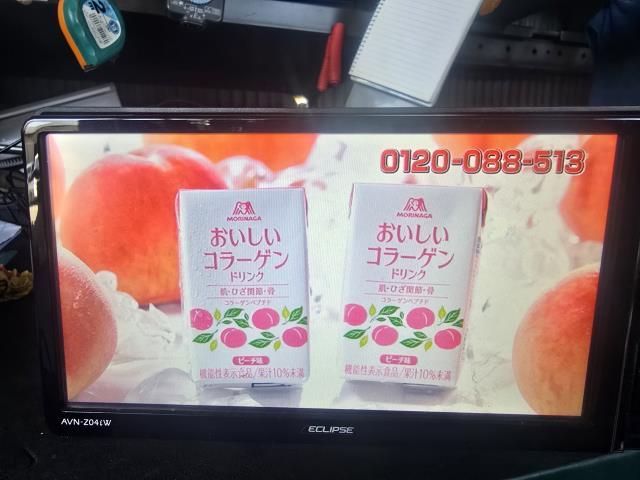 0120-088-513
MORINAGA
おいしい
コラーゲン
ドリンク
肌・ひざ関節・骨
コラーゲンペプチド
ピーチ味
機能性表示食品/果汁10%未満
MORINAGA
おいしい
コラーゲン
ドリンク
肌・ひざ関節・骨
コラーゲンペプチド
ピーチ味
機能性表示食品/果汁10%未満
AVN-Z04iW
ECLIPSE